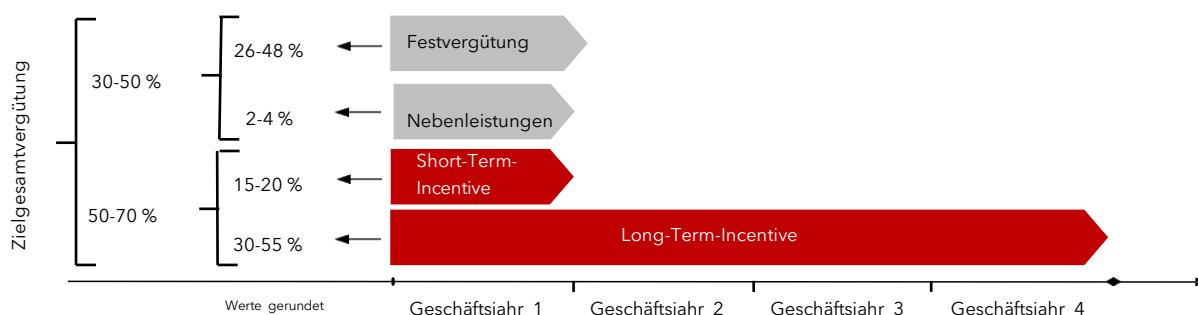 Zielgesamtvergütung
30-50 %
26-48 %
Festvergütung
2-4 %
Nebenleistungen
50-70 %
15-20 %
Short-Term-
Incentive
30-55 %
Long-Term-Incentive
Werte gerundet
Geschäftsjahr 1
Geschäftsjahr 2
Geschäftsjahr 3
Geschäftsjahr 4